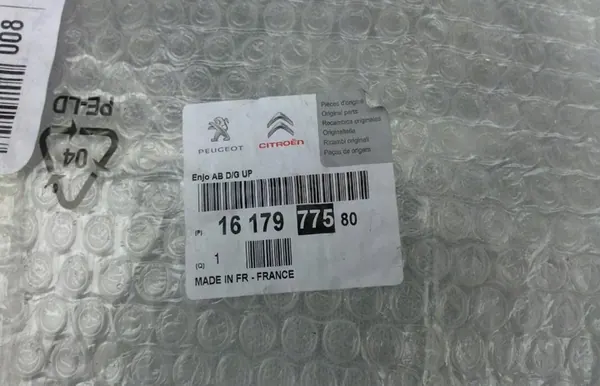 008
PE-LD
04
PEUGEOT
CITROËN
Pièces d'origine
Original parts
Recambios originales
Originalteile
Ricambi originali
Peças de origem
Enjo AB D/G UP
(P) 16 179 775 80
(Q) 1
MADE IN FR - FRANCE